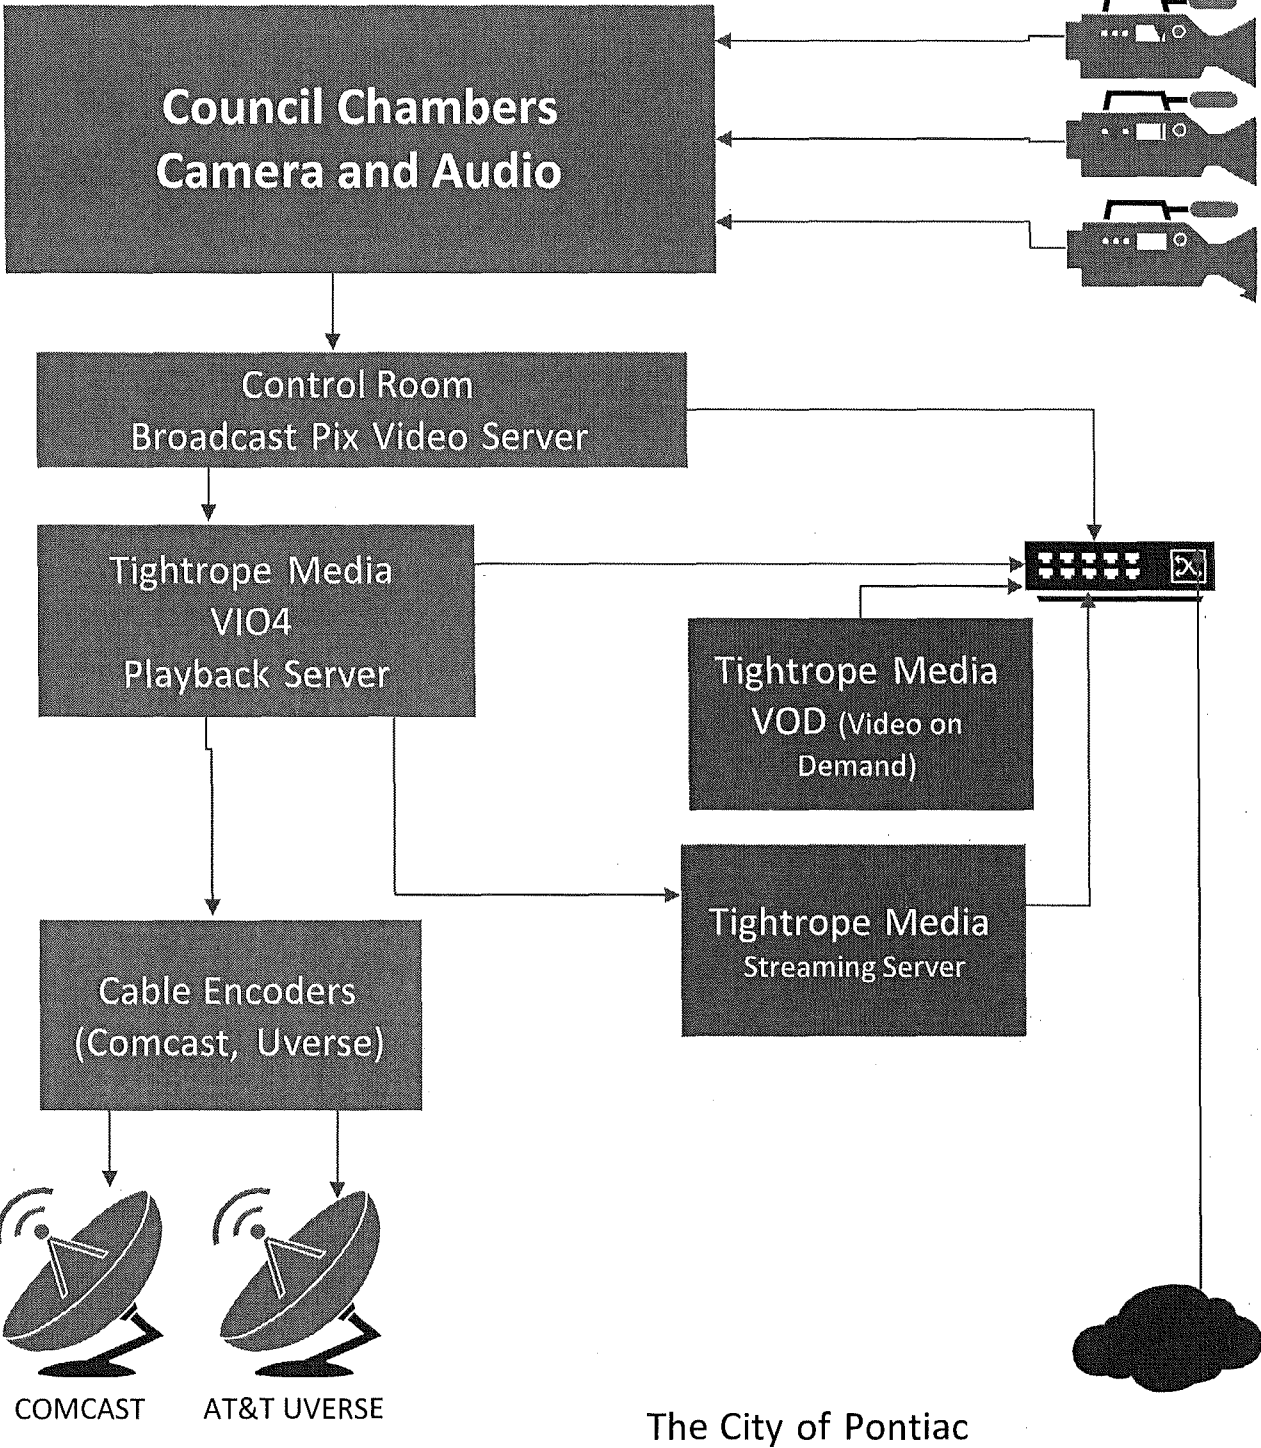 Council Chambers
Camera and Audio
Control Room
Broadcast Pix Video Server
Tightrope Media
VIO4
Playback Server
Tightrope Media
VOD (Video on
Demand)
Tightrope Media
Streaming Server
Cable Encoders
(Comcast, Uverse)
COMCAST
AT&T UVERSE
The City of Pontiac